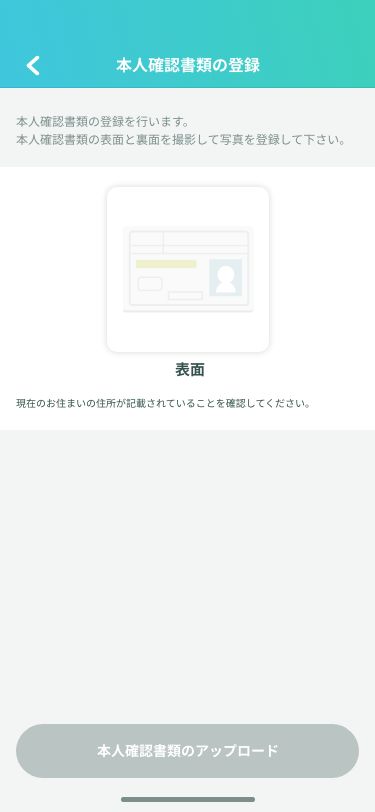 本人確認書類の登録
本人確認書類の登録を行います。
本人確認書類の表面と裏面を撮影して写真を登録して下さい。
表面
現在のお住まいの住所が記載されていることを確認してください。
本人確認書類のアップロード